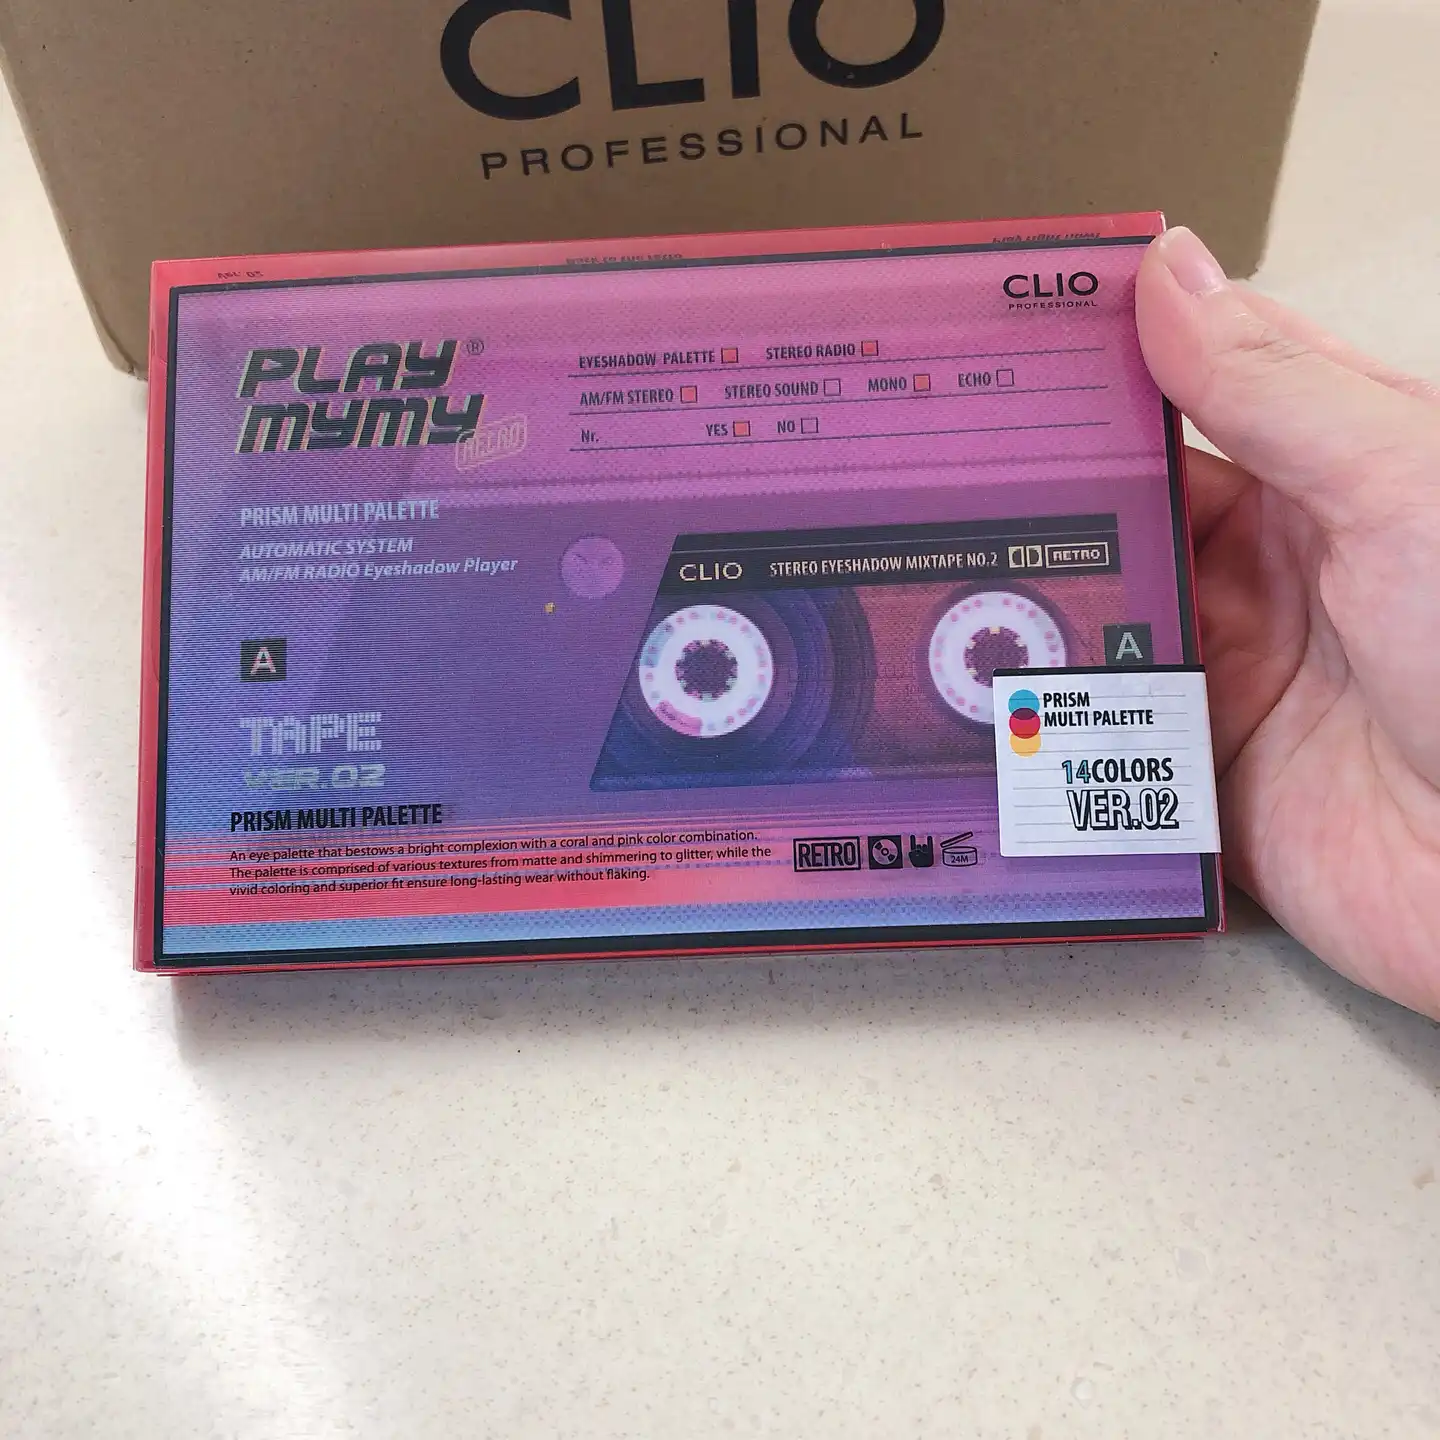 CLIO
PROFESSIONAL
CLIO
PROFESSIONAL
PLAY ®
MYMY
RETRO
EYESHADOW PALETTE STEREO RADIO
AM/FM STEREO STEREO SOUND MONO ECHO
Nr. YES NO
PRISM MULTI PALETTE
AUTOMATIC SYSTEM
AM/FM RADIO Eyeshadow Player
CLIO STEREO EYESHADOW MIXTAPE NO.2 RETRO
A
A
TAPE
VER.02
PRISM
MULTI PALETTE
14COLORS
VER.02
PRISM MULTI PALETTE
An eye palette that bestows a bright complexion with a coral and pink color combination.
The palette is comprised of various textures from matte and shimmering to glitter, while the
vivid coloring and superior fit ensure long-lasting wear without flaking.
RETRO 24M